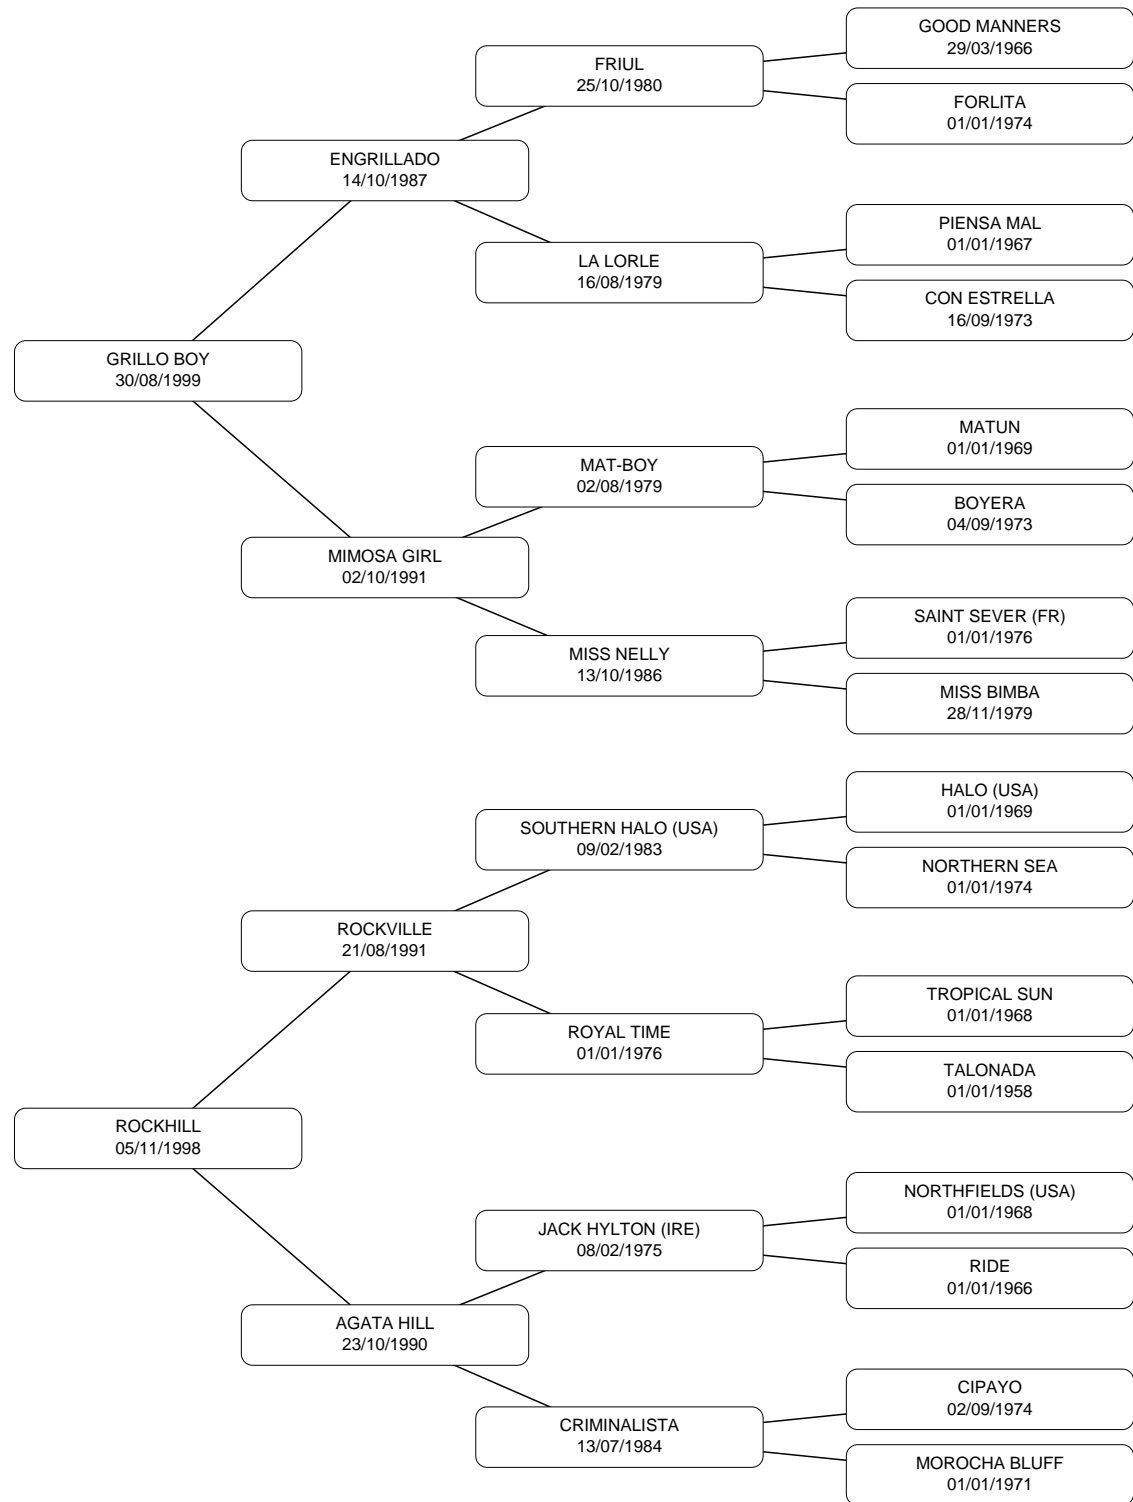 GOOD MANNERS
29/03/1966
FRIUL
25/10/1980
FORLITA
01/01/1974
ENGRILLADO
14/10/1987
PIENSA MAL
01/01/1967
LA LORLE
16/08/1979
CON ESTRELLA
16/09/1973
GRILLO BOY
30/08/1999
MATUN
01/01/1969
MAT-BOY
02/08/1979
BOYERA
04/09/1973
MIMOSA GIRL
02/10/1991
SAINT SEVER (FR)
01/01/1976
MISS NELLY
13/10/1986
MISS BIMBA
28/11/1979
HALO (USA)
01/01/1969
SOUTHERN HALO (USA)
09/02/1983
NORTHERN SEA
01/01/1974
ROCKVILLE
21/08/1991
TROPICAL SUN
01/01/1968
ROYAL TIME
01/01/1976
TALONADA
01/01/1958
ROCKHILL
05/11/1998
NORTHFIELDS (USA)
01/01/1968
JACK HYLTON (IRE)
08/02/1975
RIDE
01/01/1966
AGATA HILL
23/10/1990
CIPAYO
02/09/1974
CRIMINALISTA
13/07/1984
MOROCHA BLUFF
01/01/1971